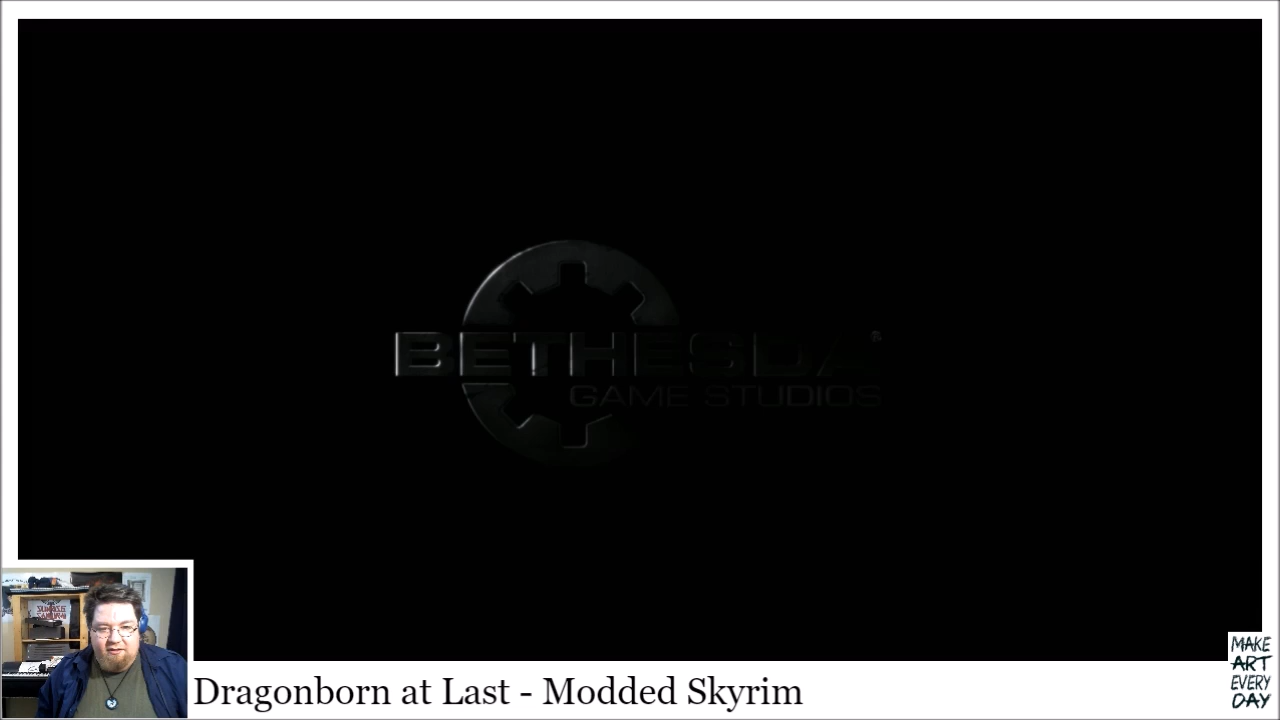 BETHESDA®
GAME STUDIOS
Dragonborn at Last - Modded Skyrim
MAKE
ART
EVERY
DAY